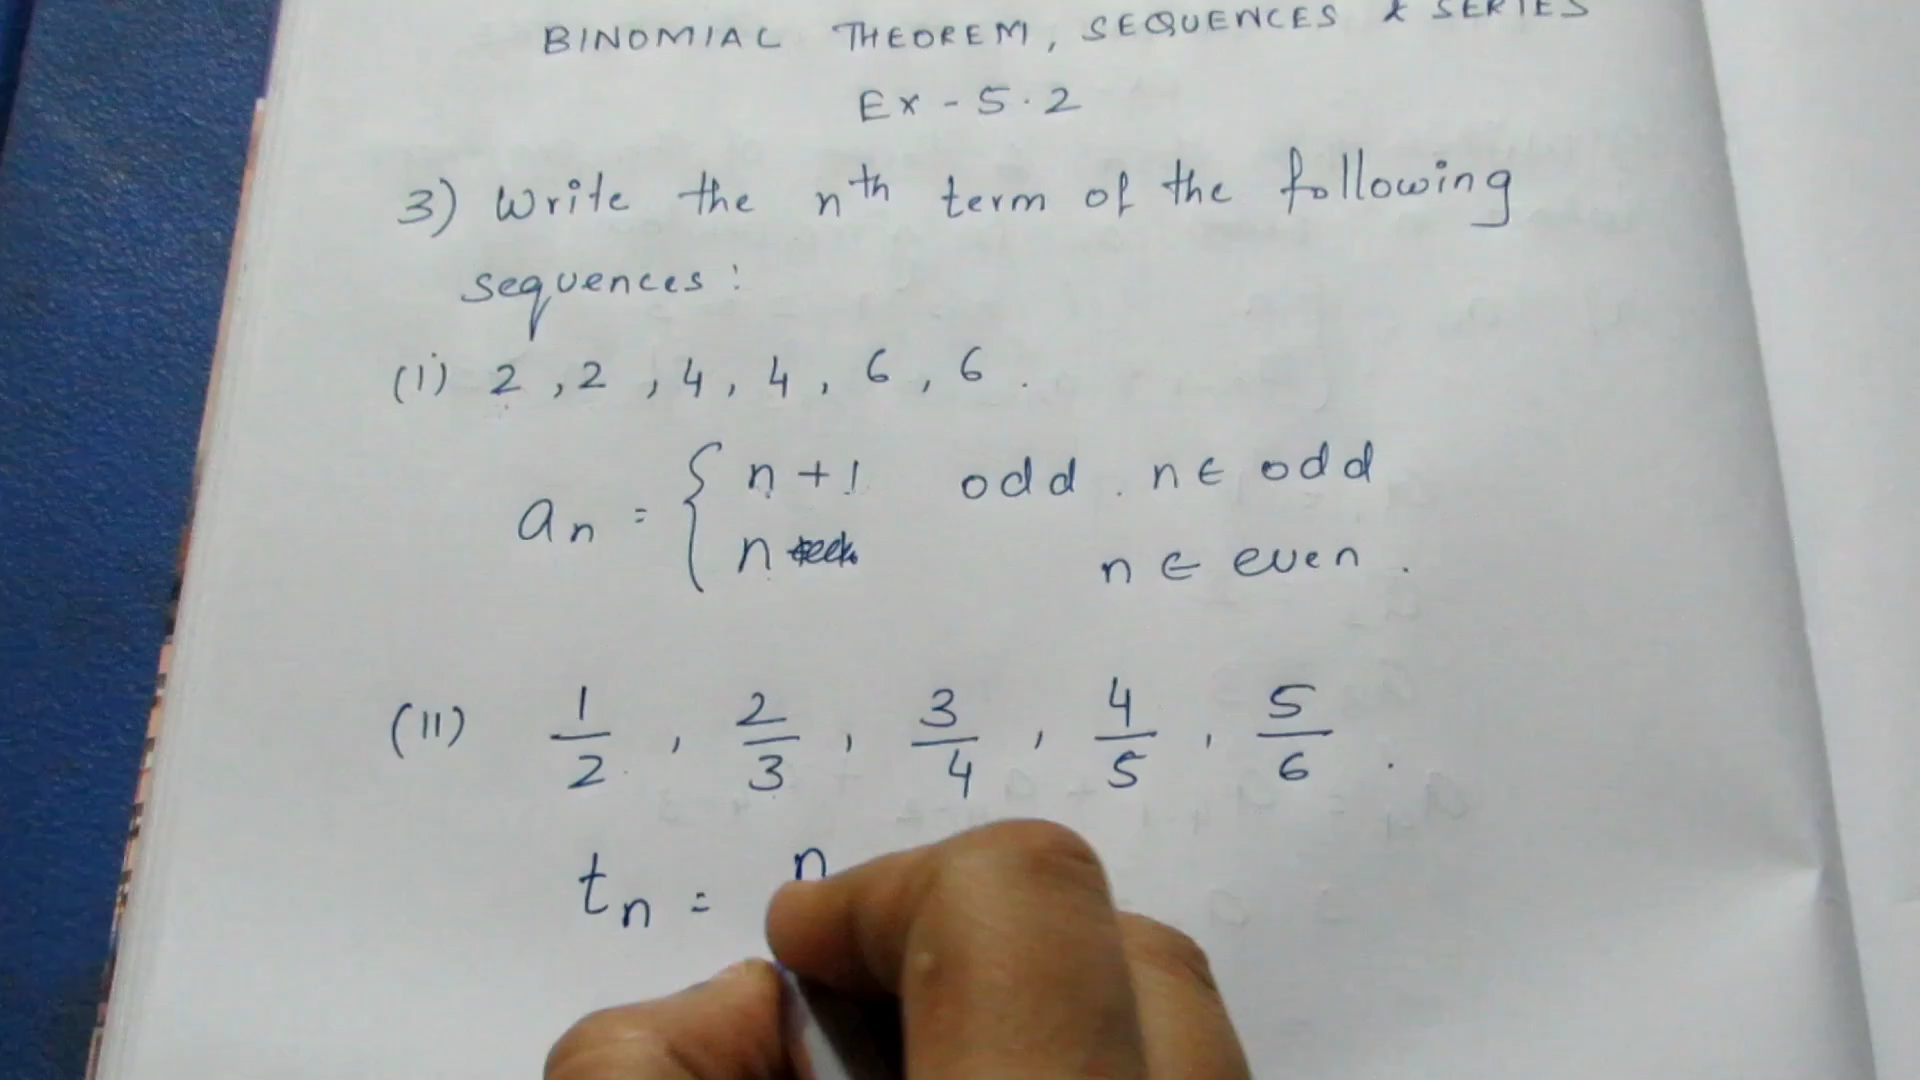 BINOMIAL THEOREM, SEQUENCES & SERIES
Ex - 5.2
3) Write the nth term of the following
sequences:
(i) 2, 2, 4, 4, 6, 6.
an = { n+1 odd. n∈ odd
n n ∈ even.
(ii) 1/2, 2/3, 3/4, 4/5, 5/6.
tn = n